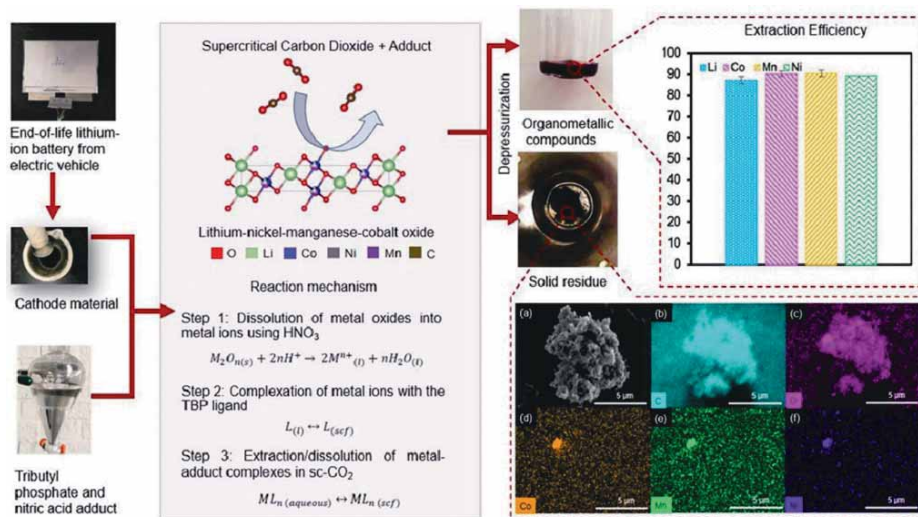 End-of-life lithium-
ion battery from
electric vehicle
Cathode material
Tributyl
phosphate and
nitric acid adduct
Supercritical Carbon Dioxide + Adduct
Lithium-nickel-manganese-cobalt oxide
O Li Co Ni Mn C
Reaction mechanism
Step 1: Dissolution of metal oxides into
metal ions using HNO₃
M₂Oₙ₍ₛ₎ + 2nH⁺ → 2Mⁿ⁺₍ₗ₎ + nH₂O₍ₗ₎
Step 2: Complexation of metal ions with the
TBP ligand
L₍ₗ₎ ↔ L(scf)
Step 3: Extraction/dissolution of metal-
adduct complexes in sc-CO₂
MLₙ (aqueous) ↔ MLₙ (scf)
Depressurization
Organometallic
compounds
Solid residue
Extraction Efficiency
Li Co Mn Ni
100
90
80
70
60
50
40
30
20
10
0
(a)
5 µm
(b)
C
5 µm
(c)
5 µm
(d)
Co
5 µm
(e)
Mn
5 µm
(f)
Ni
5 µm